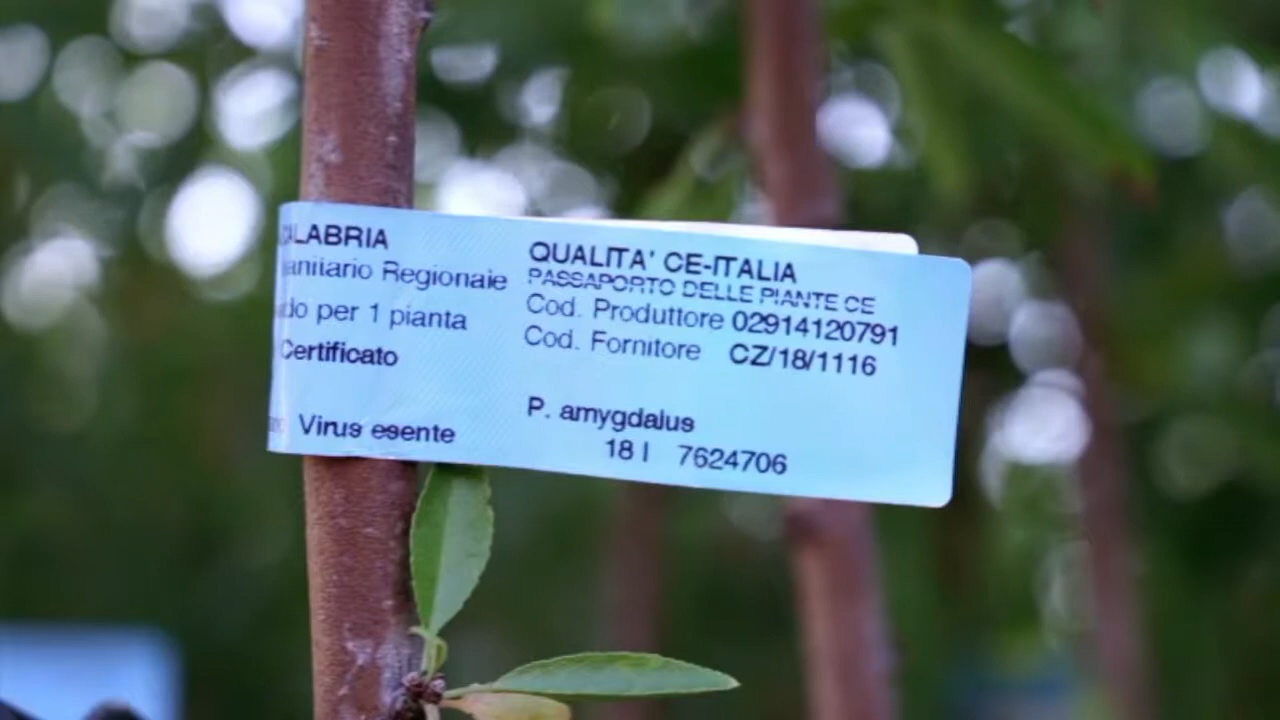 CALABRIA
anitario Regionale
do per 1 pianta
Certificato
Virus esente
QUALITA' CE-ITALIA
PASSAPORTO DELLE PIANTE CE
Cod. Produttore 02914120791
Cod. Fornitore CZ/18/1116
P. amygdalus
18 I 7624706